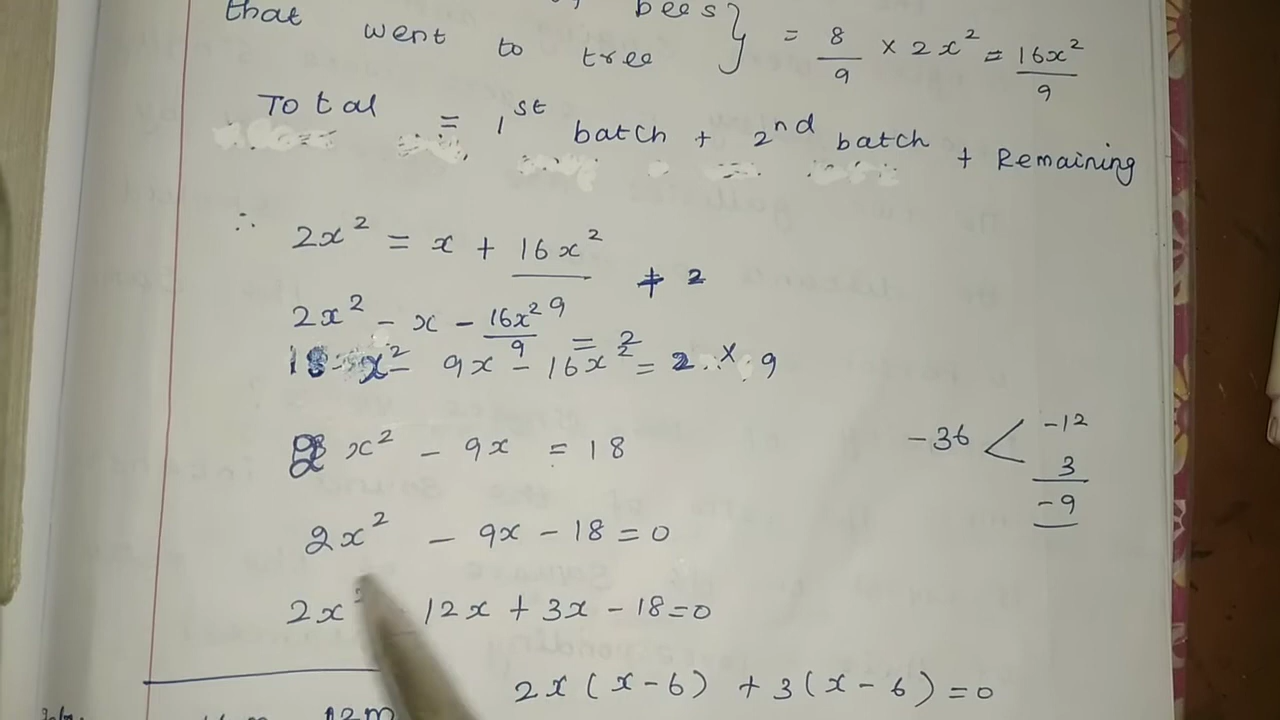 bees}
that went to tree = 8/9 × 2x² = 16x²/9
Total = 1st batch + 2nd batch + Remaining
∴ 2x² = x + 16x²/9 + 2
2x² - x - 16x²/9 = 2
18x² - 9x - 16x² = 2 × 9
2x² - 9x = 18
-36 < -12
3
-9
2x² - 9x - 18 = 0
2x² - 12x + 3x - 18 = 0
2x(x - 6) + 3(x - 6) = 0
12m